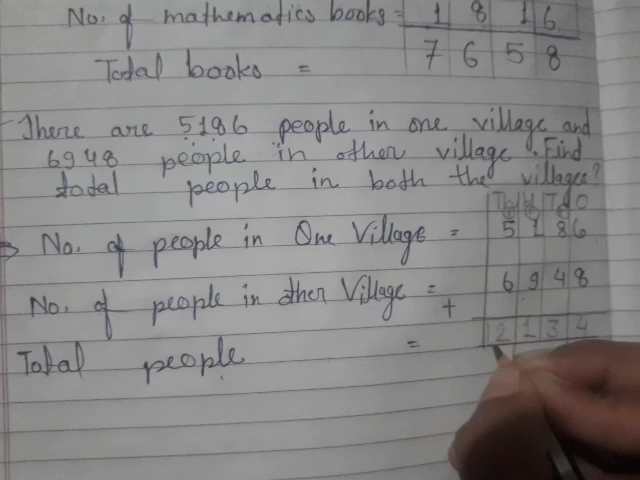 No. of mathematics books = 1 8 1 6
Total books = 7 6 5 8
There are 5186 people in one village and
6948 people in other village. Find
total people in both the villages?
Th H T O
⇒ No. of people in One Village = 5 1 8 6
No. of people in other Village = + 6 9 4 8
Total people = 2 1 3 4